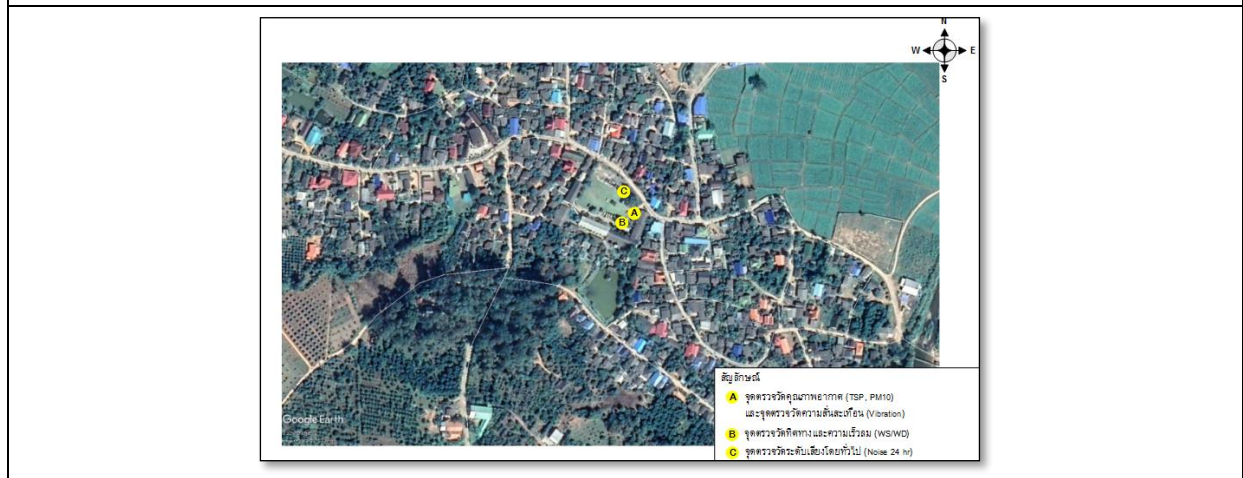 N
W E
S
Google Earth
สัญลักษณ์
A จุดตรวจวัดคุณภาพอากาศ (TSP, PM10)
และจุดตรวจวัดความสั่นสะเทือน (Vibration)
B จุดตรวจวัดทิศทางและความเร็วลม (WS/WD)
C จุดตรวจวัดระดับเสียงโดยทั่วไป (Noise 24 hr)
C
A
B